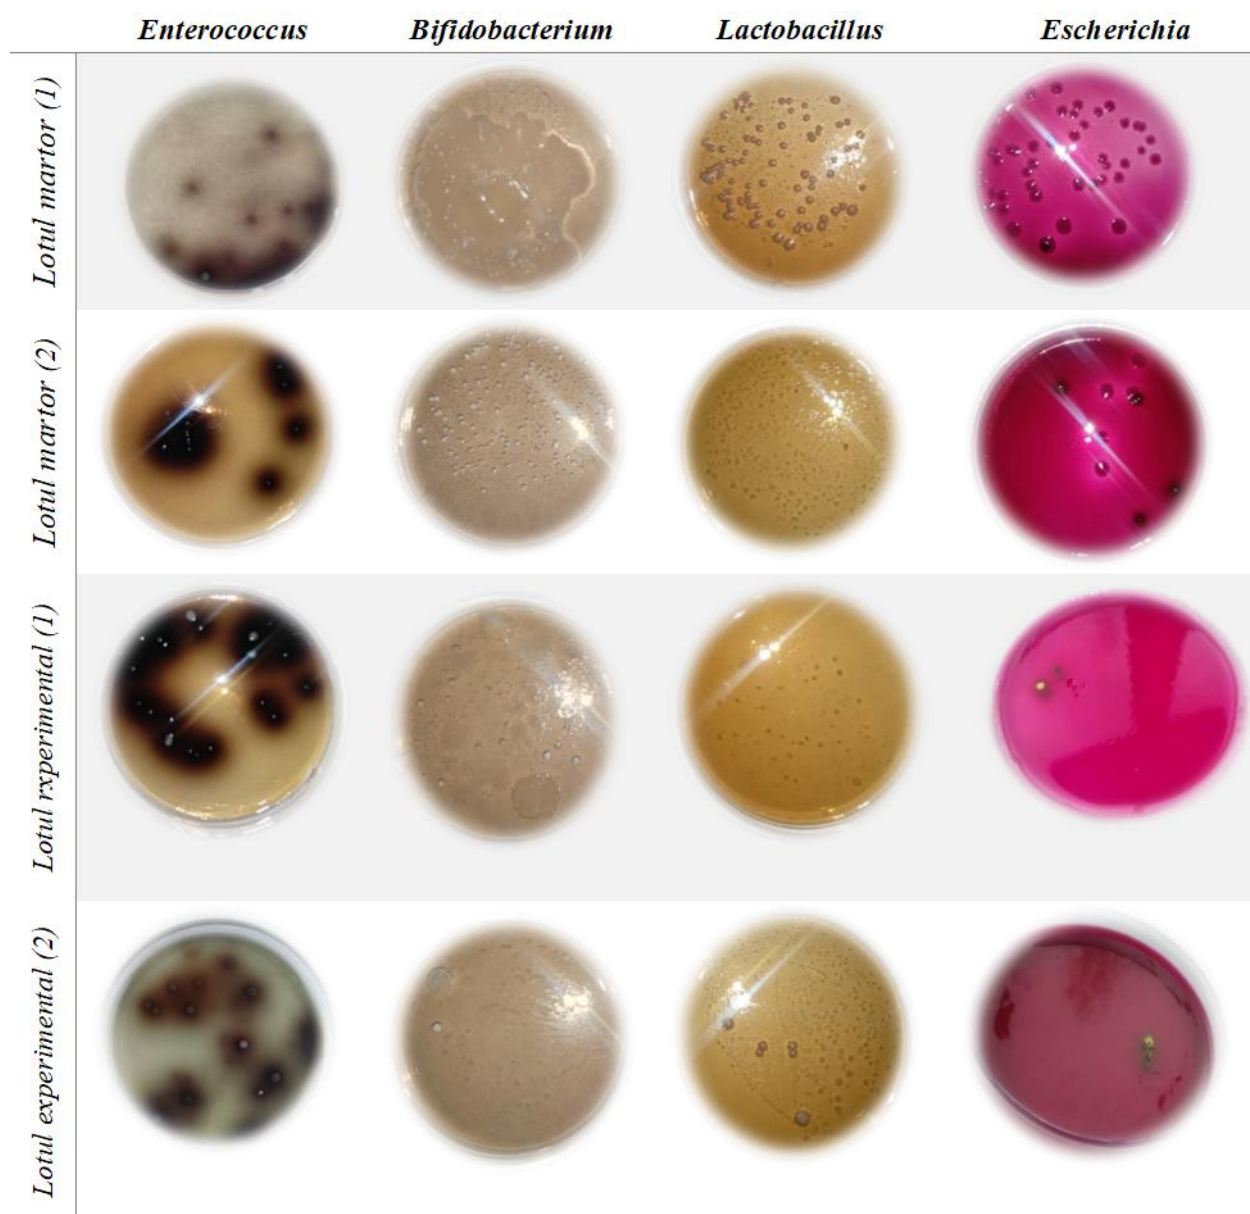 Enterococcus Bifidobacterium Lactobacillus Escherichia
Lotul martor (1)
Lotul martor (2)
Lotul rxperimental (1)
Lotul experimental (2)